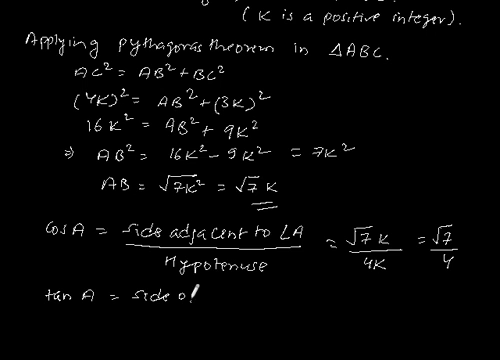 ( K is a positive integer).
Applying pythagoras theorem in △ABC.
AC² = AB² + BC²
(4K)² = AB² + (3K)²
16K² = AB² + 9K²
⇒ AB² = 16K² - 9K² = 7K²
AB = √7K² = √7 K
cos A = side adjacent to ∠A / Hypotenuse = √7 K / 4K = √7 / 4
tan A = side o